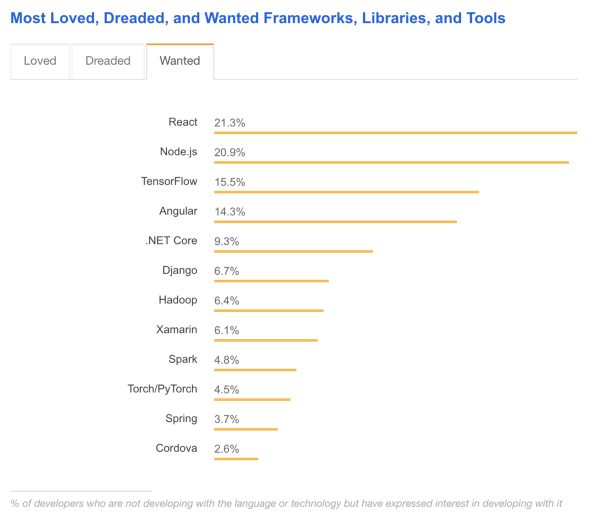 Most Loved, Dreaded, and Wanted Frameworks, Libraries, and Tools
Loved Dreaded Wanted
React 21.3%
Node.js 20.9%
TensorFlow 15.5%
Angular 14.3%
.NET Core 9.3%
Django 6.7%
Hadoop 6.4%
Xamarin 6.1%
Spark 4.8%
Torch/PyTorch 4.5%
Spring 3.7%
Cordova 2.6%
% of developers who are not developing with the language or technology but have expressed interest in developing with it